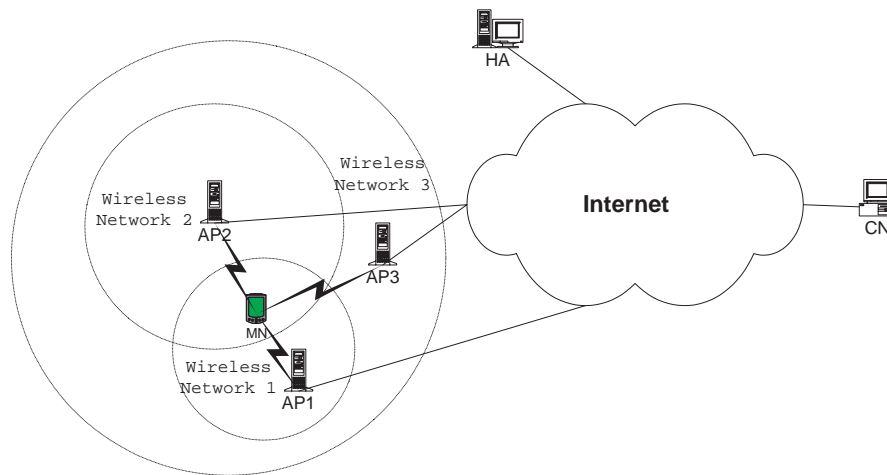 HA
Wireless
Network 3
Wireless
Network 2
AP2
Internet
CN
AP3
MN
Wireless
Network 1
AP1